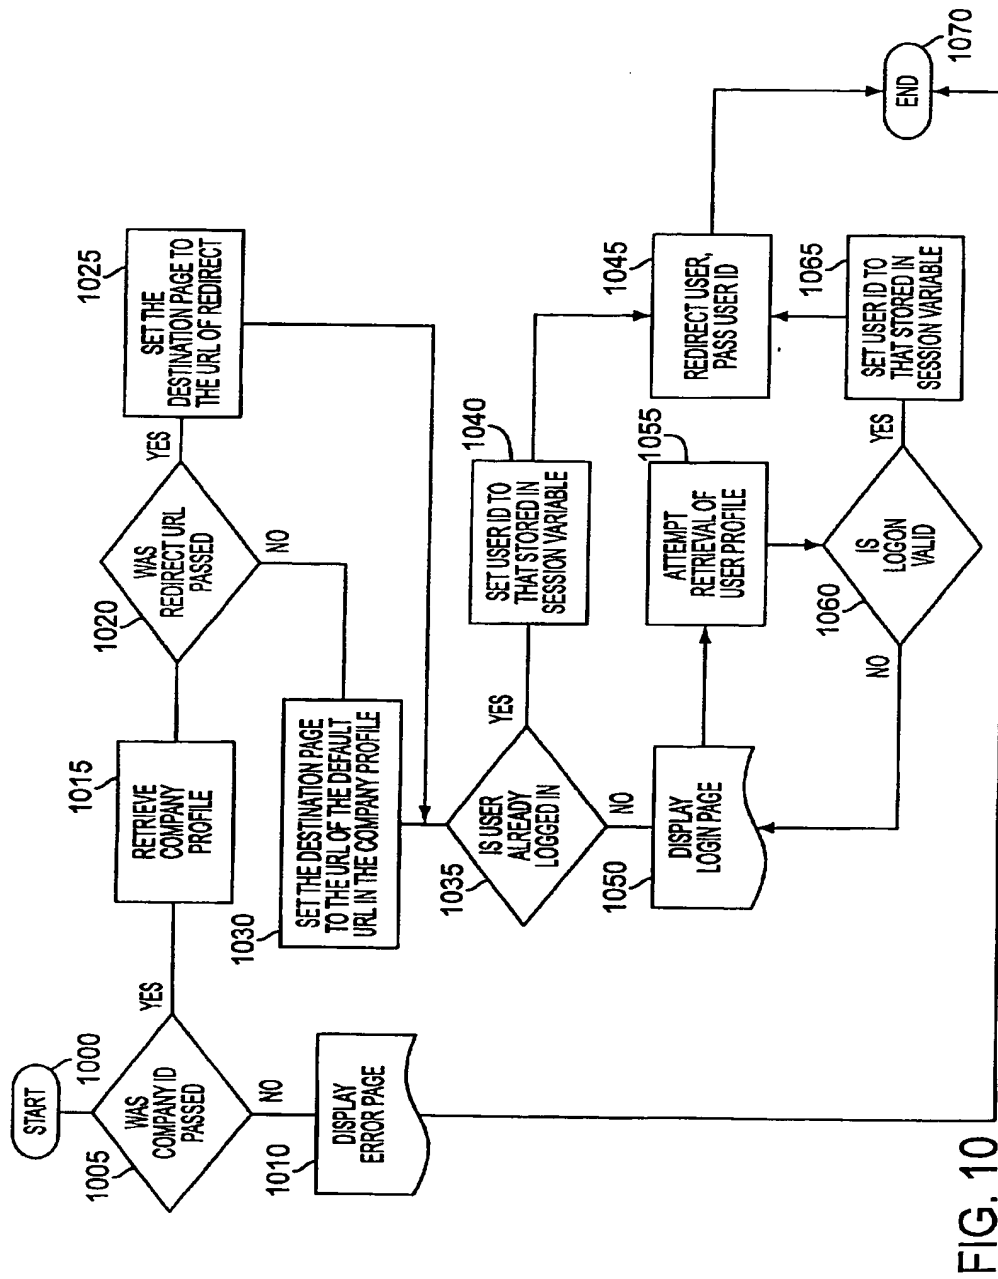 START
1000
WAS
COMPANY ID
PASSED
1005
YES
NO
DISPLAY
ERROR PAGE
1010
RETRIEVE
COMPANY
PROFILE
1015
WAS
REDIRECT URL
PASSED
1020
YES
NO
SET THE
DESTINATION PAGE TO
THE URL OF REDIRECT
1025
SET THE DESTINATION PAGE
TO THE URL OF THE DEFAULT
URL IN THE COMPANY PROFILE
1030
IS USER
ALREADY
LOGGED IN
1035
YES
NO
SET USER ID TO
THAT STORED IN
SESSION VARIABLE
1040
REDIRECT USER,
PASS USER ID
1045
DISPLAY
LOGIN PAGE
1050
ATTEMPT
RETRIEVAL OF
USER PROFILE
1055
IS
LOGON
VALID
1060
YES
NO
SET USER ID TO
THAT STORED IN
SESSION VARIABLE
1065
END
1070
FIG. 10